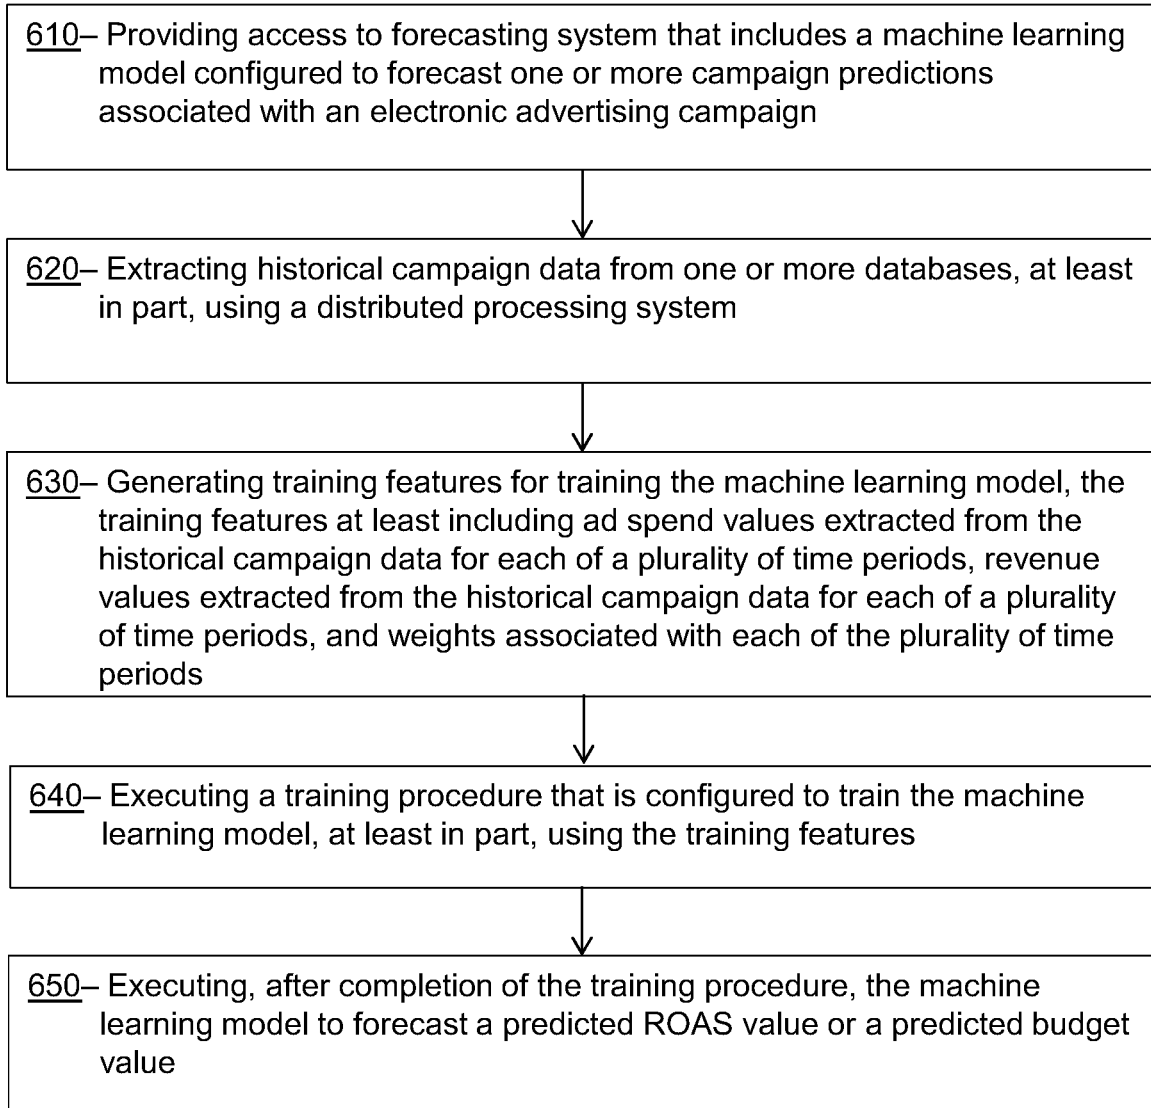 610– Providing access to forecasting system that includes a machine learning
model configured to forecast one or more campaign predictions
associated with an electronic advertising campaign
620– Extracting historical campaign data from one or more databases, at least
in part, using a distributed processing system
630– Generating training features for training the machine learning model, the
training features at least including ad spend values extracted from the
historical campaign data for each of a plurality of time periods, revenue
values extracted from the historical campaign data for each of a plurality
of time periods, and weights associated with each of the plurality of time
periods
640– Executing a training procedure that is configured to train the machine
learning model, at least in part, using the training features
650– Executing, after completion of the training procedure, the machine
learning model to forecast a predicted ROAS value or a predicted budget
value